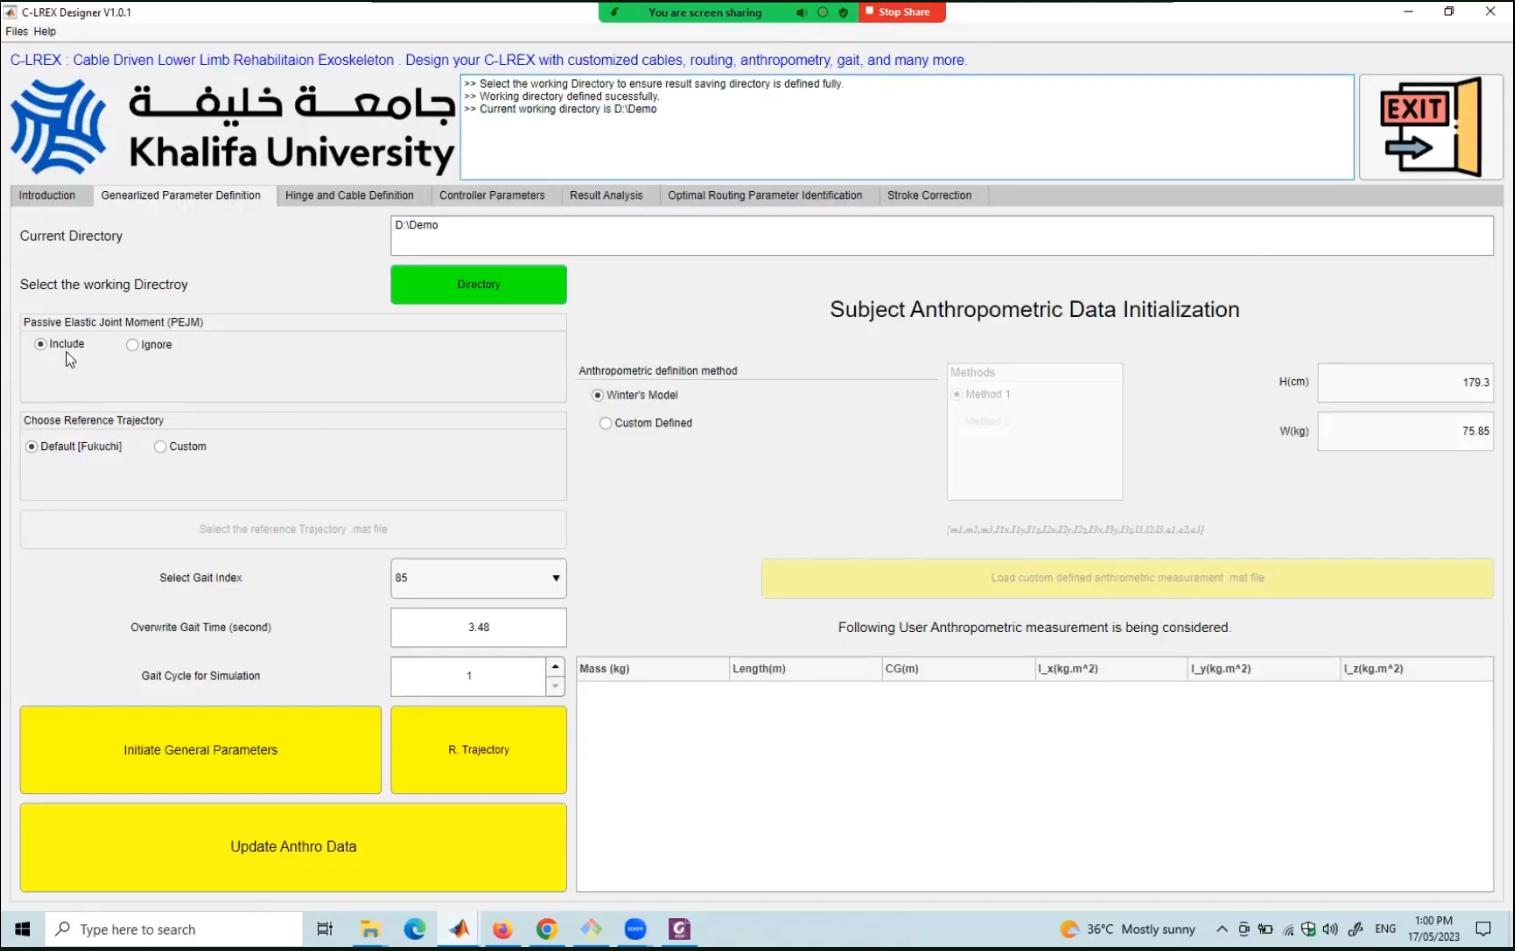 C-LREX Designer V1.0.1
You are screen sharing
Stop Share
Files Help
C-LREX : Cable Driven Lower Limb Rehabilitaion Exoskeleton . Design your C-LREX with customized cables, routing, anthropometry, gait, and many more.
جامعة خليفة
Khalifa University
>> Select the working Directory to ensure result saving directory is defined fully.
>> Working directory defined sucessfully.
>> Current working directory is D:\Demo
EXIT
Introduction
Genearlized Parameter Definition
Hinge and Cable Definition
Controller Parameters
Result Analysis
Optimal Routing Parameter Identification
Stroke Correction
Current Directory
D:\Demo
Select the working Directroy
Directory
Passive Elastic Joint Moment (PEJM)
Include
Ignore
Choose Reference Trajectory
Default [Fukuchi]
Custom
Select the reference Trajectory .mat file
Select Gait Index
85
Overwrite Gait Time (second)
3.48
Gait Cycle for Simulation
1
Initiate General Parameters
R. Trajectory
Update Anthro Data
Subject Anthropometric Data Initialization
Anthropometric definition method
Winter's Model
Custom Defined
Methods
Method 1
Method 2
H(cm)
179.3
W(kg)
75.85
[m1,m2,m3,I1x,I1y,I1z,I2x,I2y,I2z,I3x,I3y,I3z,l1,l2,l3,a1,a2,a3]
Load custom defined anthrometric measurement .mat file
Following User Anthropometric measurement is being considered.
Mass (kg)
Length(m)
CG(m)
I_x(kg.m^2)
I_y(kg.m^2)
I_z(kg.m^2)
Type here to search
zoom
36°C Mostly sunny
ENG
1:00 PM
17/05/2023